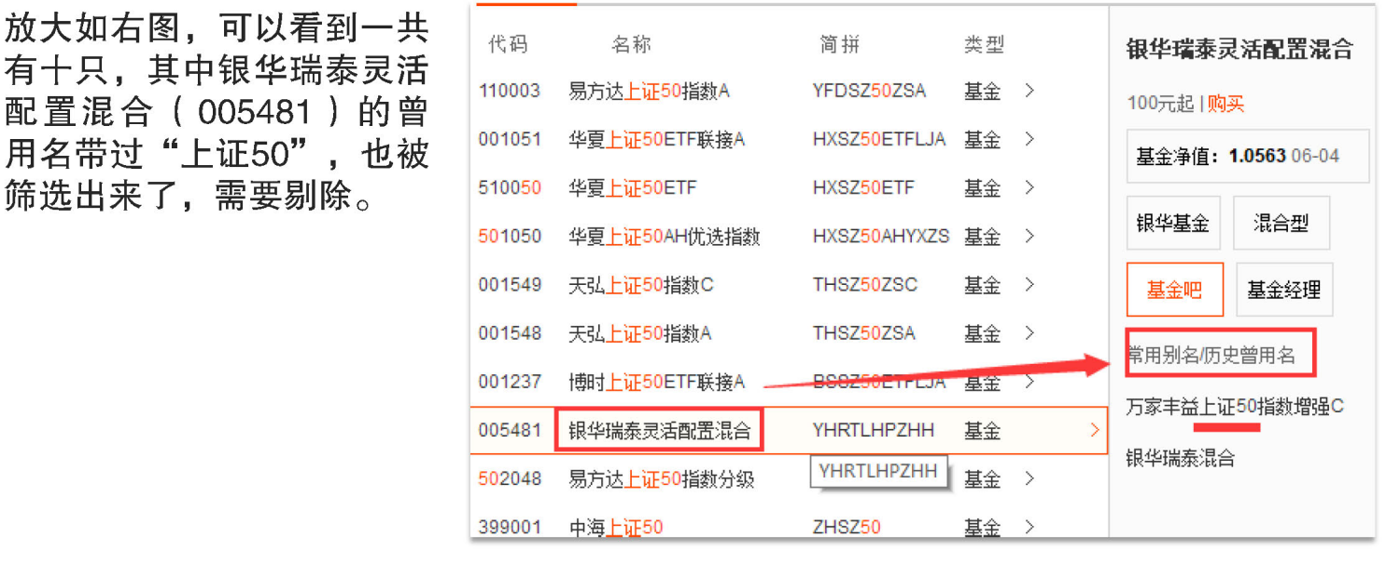 放大如右图，可以看到一共
有十只，其中银华瑞泰灵活
配置混合（005481）的曾
用名带过“上证50”，也被
筛选出来了，需要剔除。
代码 名称 简拼 类型
110003 易方达上证50指数A YFDSZ50ZSA 基金 >
001051 华夏上证50ETF联接A HXSZ50ETFLJA 基金 >
510050 华夏上证50ETF HXSZ50ETF 基金 >
501050 华夏上证50AH优选指数 HXSZ50AHYXZS 基金 >
001549 天弘上证50指数C THSZ50ZSC 基金 >
001548 天弘上证50指数A THSZ50ZSA 基金 >
001237 博时上证50ETF联接A BSSZ50ETFLJA 基金 >
005481 银华瑞泰灵活配置混合 YHRTLHPZHH 基金 >
YHRTLHPZHH
502048 易方达上证50指数分级 基金 >
399001 中海上证50 ZHSZ50 基金 >
银华瑞泰灵活配置混合
100元起 | 购买
基金净值：1.0563 06-04
银华基金 混合型
基金吧 基金经理
常用别名/历史曾用名
万家丰益上证50指数增强C
银华瑞泰混合